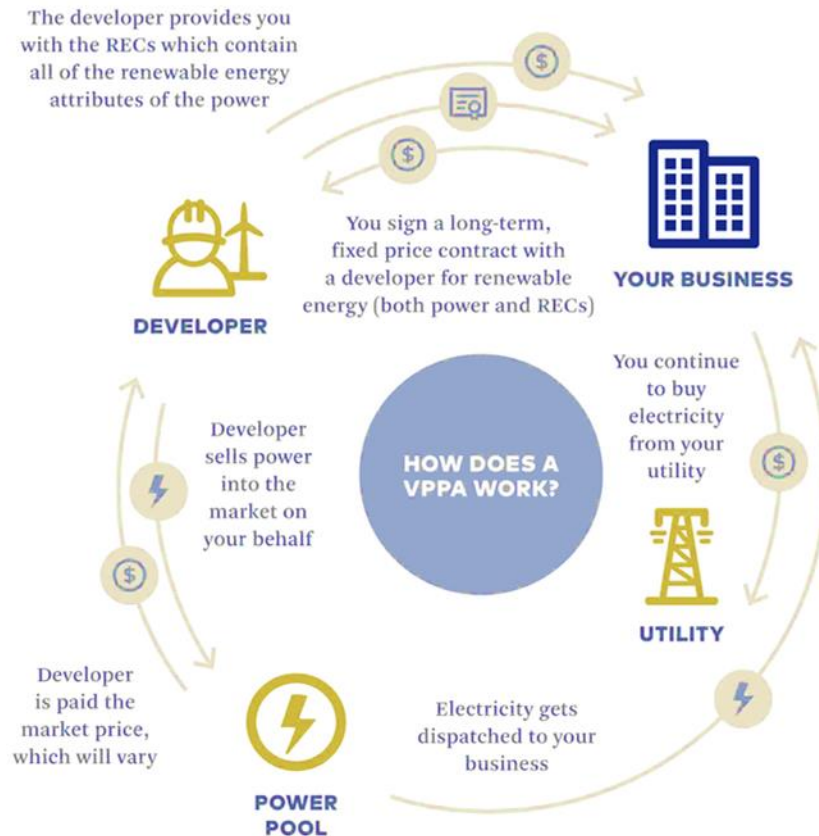 The developer provides you
with the RECs which contain
all of the renewable energy
attributes of the power
$
$
$
You sign a long-term,
fixed price contract with
a developer for renewable
energy (both power and RECs)
DEVELOPER
YOUR BUSINESS
You continue
to buy
electricity
from your
utility
$
Developer
sells power
into the
market on
your behalf
HOW DOES A
VPPA WORK?
$
UTILITY
Developer
is paid the
market price,
which will vary
Electricity gets
dispatched to your
business
POWER
POOL